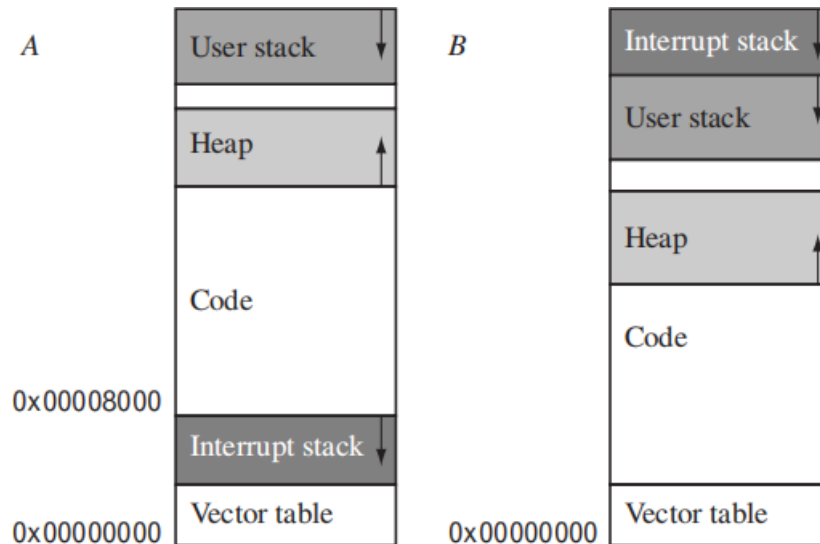 A
User stack
Heap
Code
0x00008000
Interrupt stack
Vector table
0x00000000
B
Interrupt stack
User stack
Heap
Code
Vector table
0x00000000